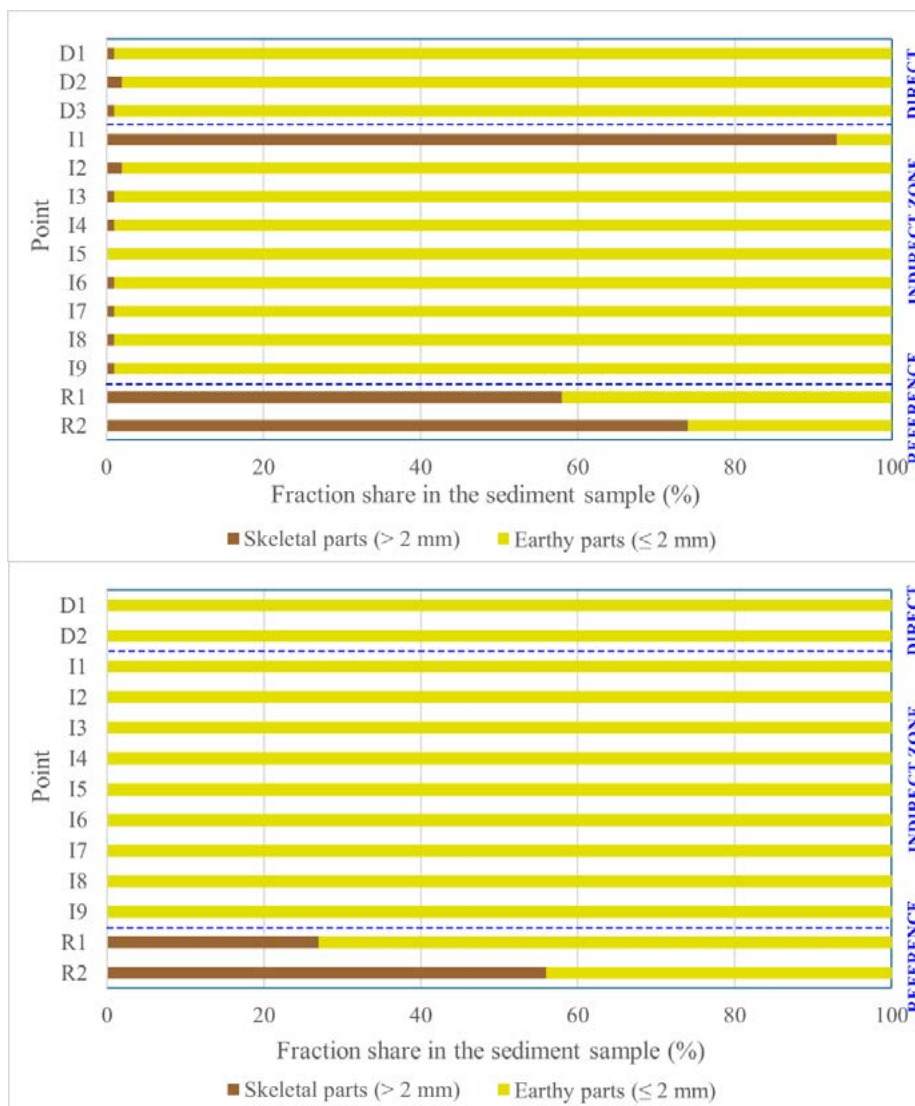 D1
D2
D3
I1
I2
I3
I4
I5
I6
I7
I8
I9
R1
R2
Point
DIRECT
INDIRECT ZONE
REFERENCE
0 20 40 60 80 100
Fraction share in the sediment sample (%)
Skeletal parts (> 2 mm) Earthy parts (≤ 2 mm)
D1
D2
I1
I2
I3
I4
I5
I6
I7
I8
I9
R1
R2
Point
DIRECT
INDIRECT ZONE
REFERENCE
0 20 40 60 80 100
Fraction share in the sediment sample (%)
Skeletal parts (> 2 mm) Earthy parts (≤ 2 mm)